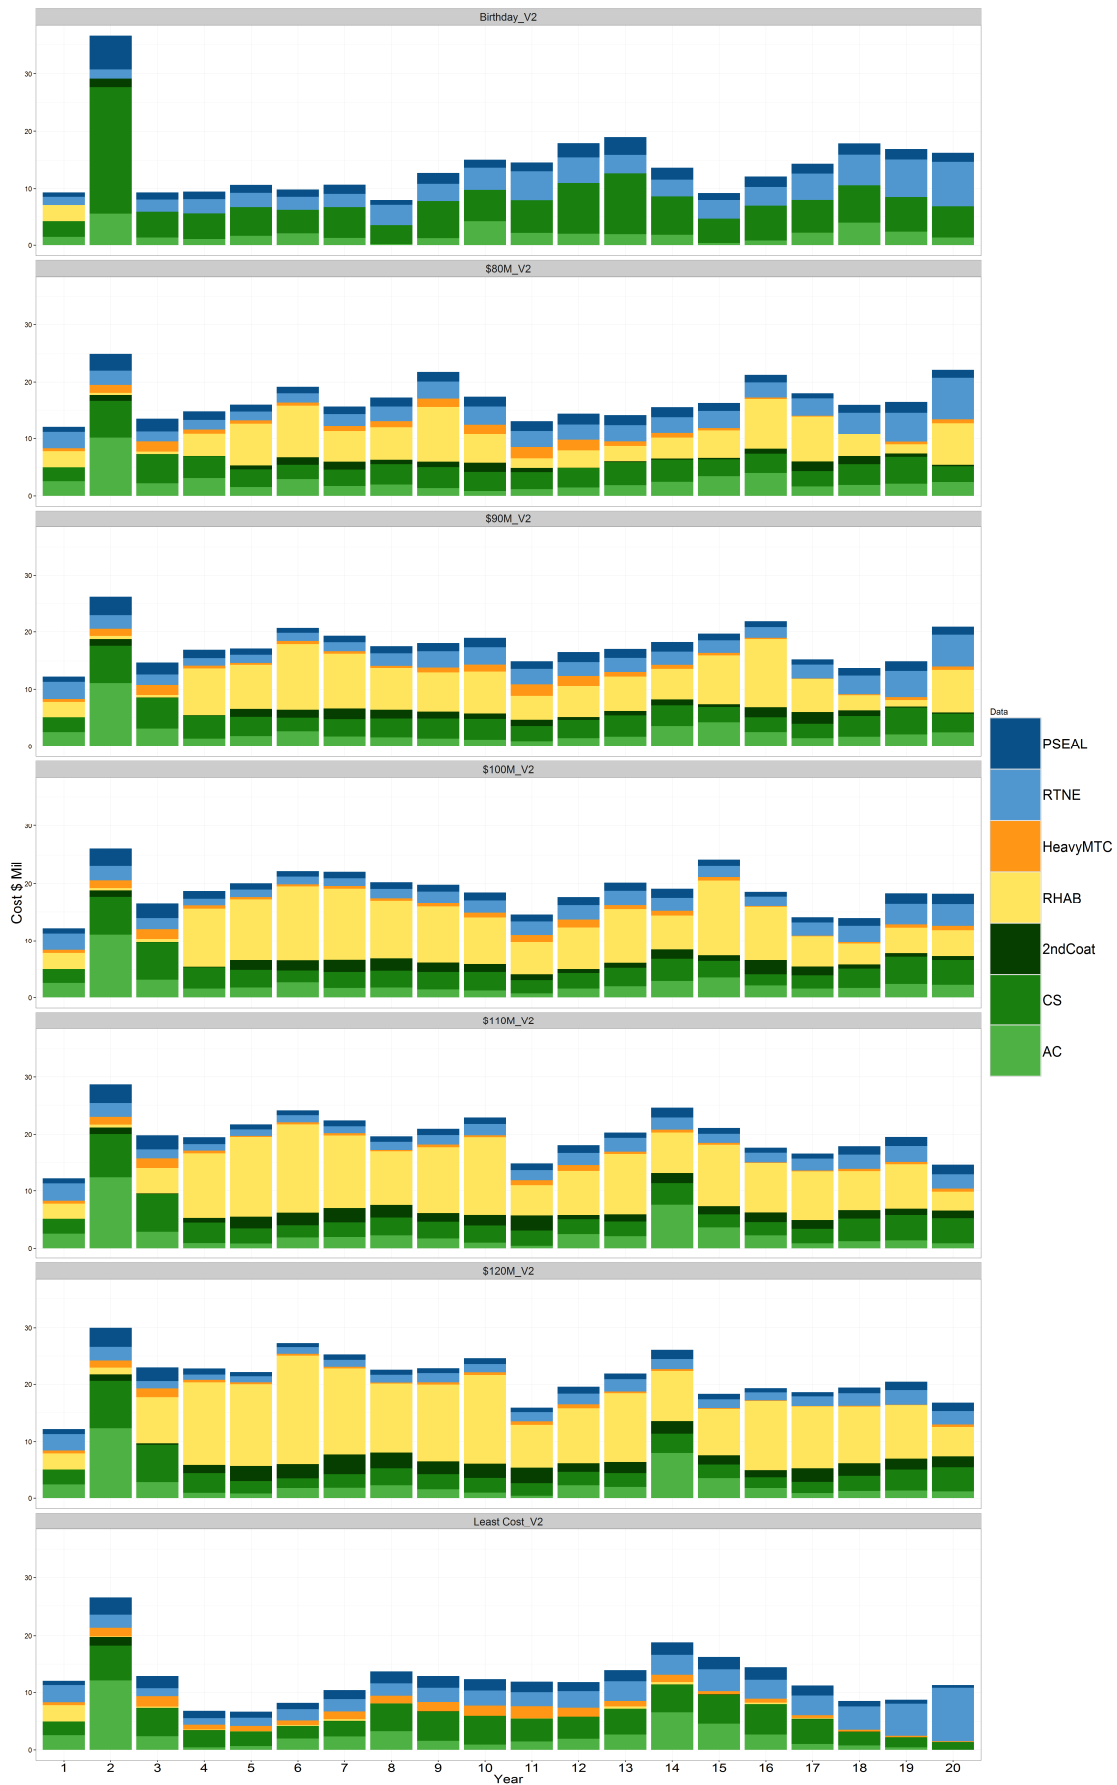 Birthday_V2
30
20
10
0
$80M_V2
30
20
10
0
$90M_V2
30
20
10
0
$100M_V2
30
20
10
0
$110M_V2
30
20
10
0
$120M_V2
30
20
10
0
Least Cost_V2
30
20
10
0
Cost $ Mil
1 2 3 4 5 6 7 8 9 10 11 12 13 14 15 16 17 18 19 20
Year
Data
PSEAL
RTNE
HeavyMTC
RHAB
2ndCoat
CS
AC